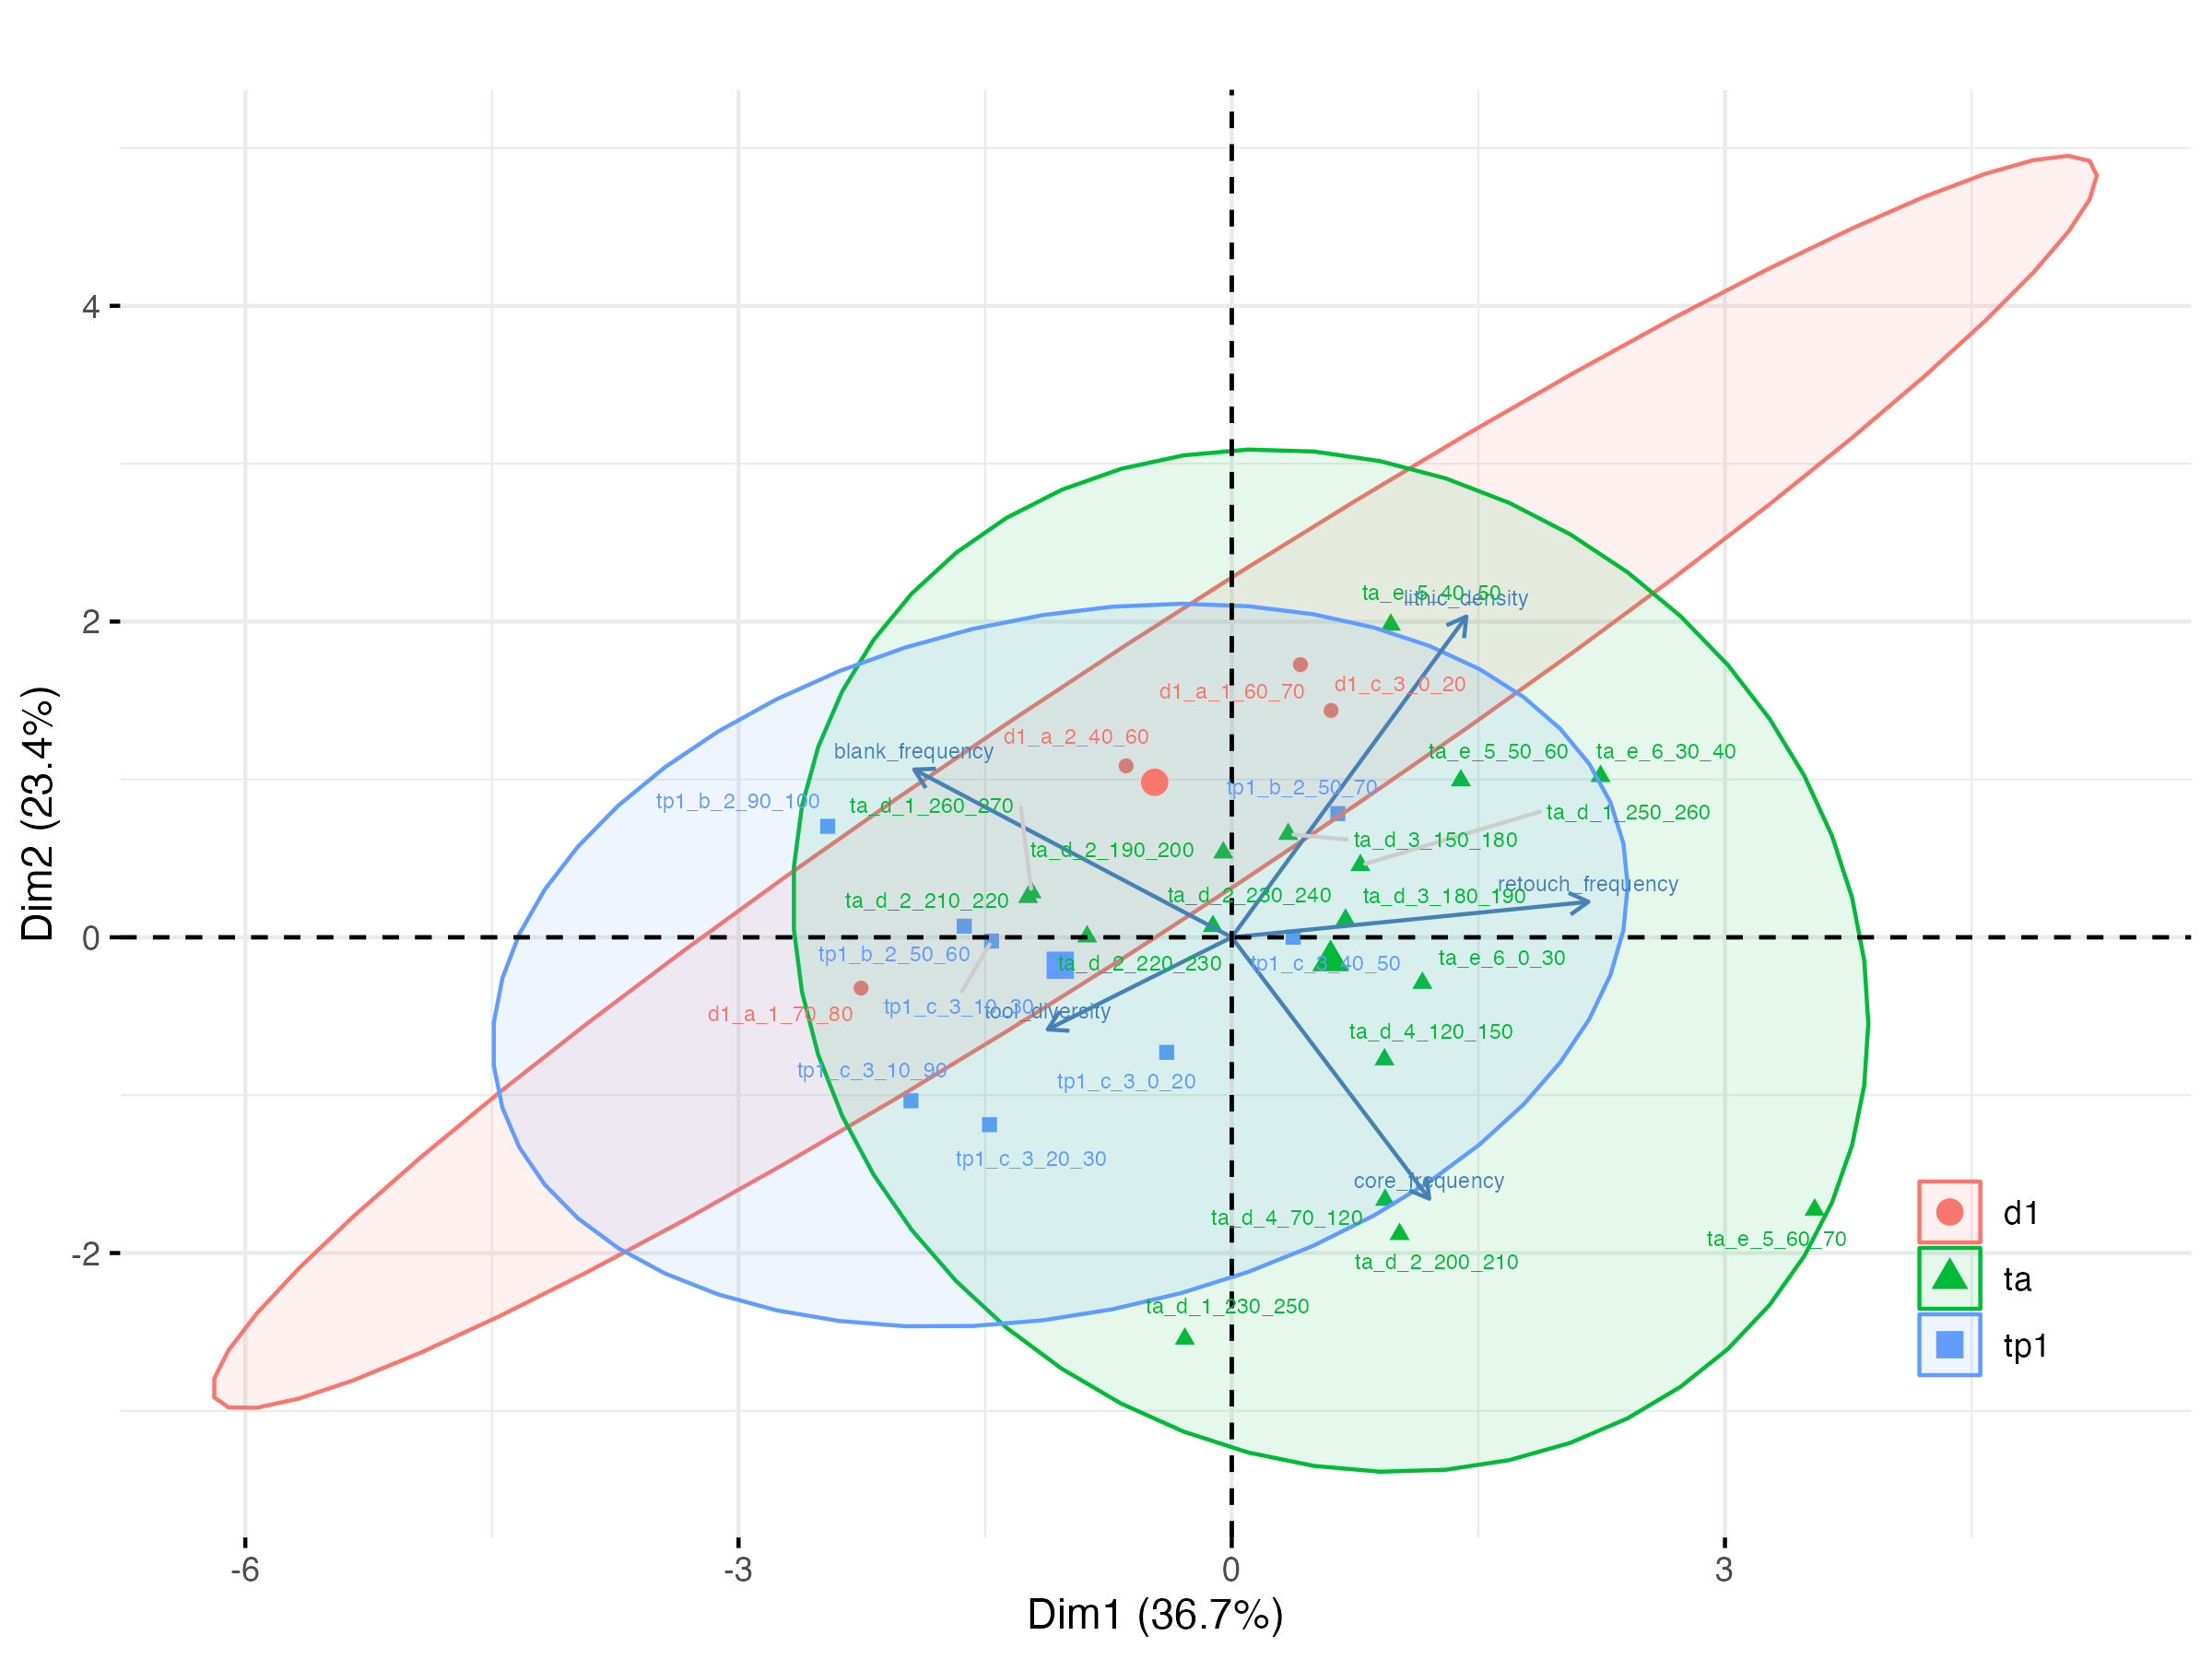 4
ta_e_5_40_50
lithic_density
2
d1_a_1_60_70
d1_c_3_0_20
d1_a_2_40_60
blank_frequency
ta_e_5_50_60
ta_e_6_30_40
tp1_b_2_50_70
tp1_b_2_90_100
ta_d_1_260_270
ta_d_1_250_260
ta_d_3_150_180
ta_d_2_190_200
retouch_frequency
ta_d_2_230_240
ta_d_3_180_190
ta_d_2_210_220
0
tp1_b_2_50_60
ta_d_2_220_230
tp1_c_3_40_50
ta_e_6_0_30
tp1_c_3_10_30
tool_diversity
d1_a_1_70_80
ta_d_4_120_150
tp1_c_3_10_90
tp1_c_3_0_20
tp1_c_3_20_30
core_frequency
ta_d_4_70_120
ta_e_5_60_70
-2
ta_d_2_200_210
ta_d_1_230_250
d1
ta
tp1
-6
-3
0
3
Dim1 (36.7%)
Dim2 (23.4%)